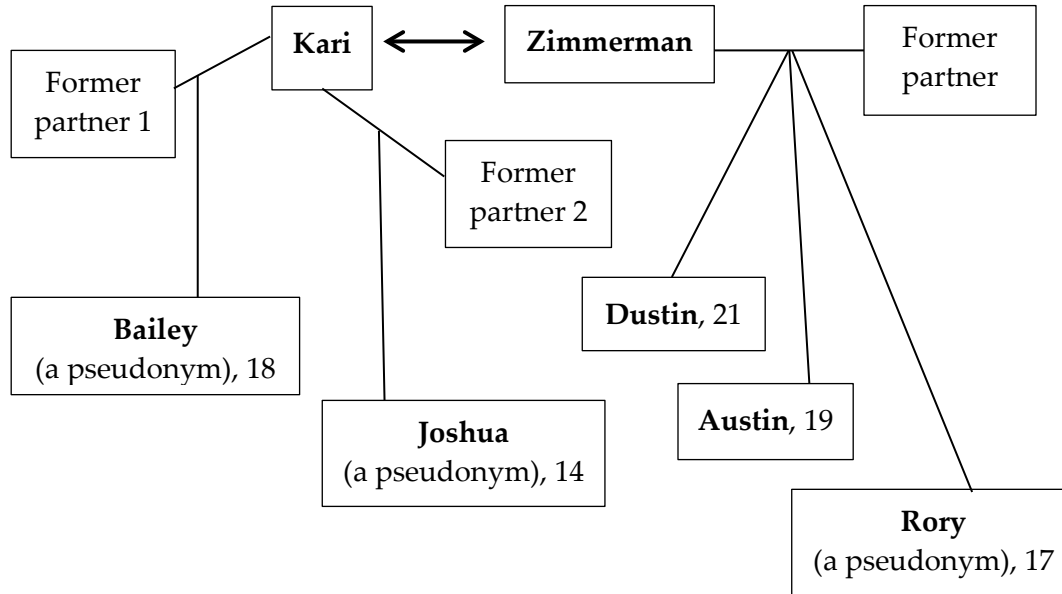 Kari
Zimmerman
Former
partner
Former
partner 1
Former
partner 2
Dustin, 21
Bailey
(a pseudonym), 18
Austin, 19
Joshua
(a pseudonym), 14
Rory
(a pseudonym), 17